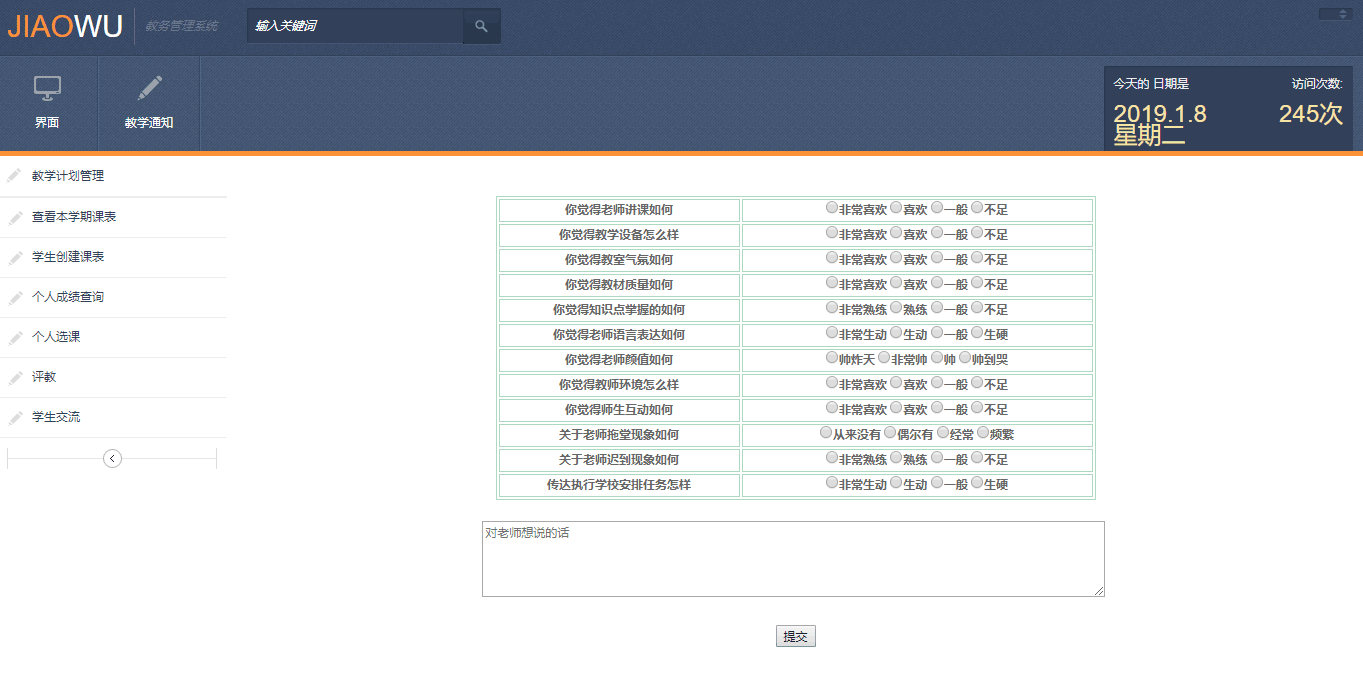 JIAOWU 教务管理系统 输入关键词
界面 教学通知
今天的 日期是 访问次数:
2019.1.8 245次
星期二
教学计划管理
查看本学期课表
学生创建课表
个人成绩查询
个人选课
评教
学生交流
你觉得老师讲课如何 非常喜欢 喜欢 一般 不足
你觉得教学设备怎么样 非常喜欢 喜欢 一般 不足
你觉得教室气氛如何 非常喜欢 喜欢 一般 不足
你觉得教材质量如何 非常喜欢 喜欢 一般 不足
你觉得知识点掌握的如何 非常熟练 熟练 一般 不足
你觉得老师语言表达如何 非常生动 生动 一般 生硬
你觉得老师颜值如何 帅炸天 非常帅 帅 帅到哭
你觉得教师环境怎么样 非常喜欢 喜欢 一般 不足
你觉得师生互动如何 非常喜欢 喜欢 一般 不足
关于老师拖堂现象如何 从来没有 偶尔有 经常 频繁
关于老师迟到现象如何 非常熟练 熟练 一般 不足
传达执行学校安排任务怎样 非常生动 生动 一般 生硬
对老师想说的话
提交